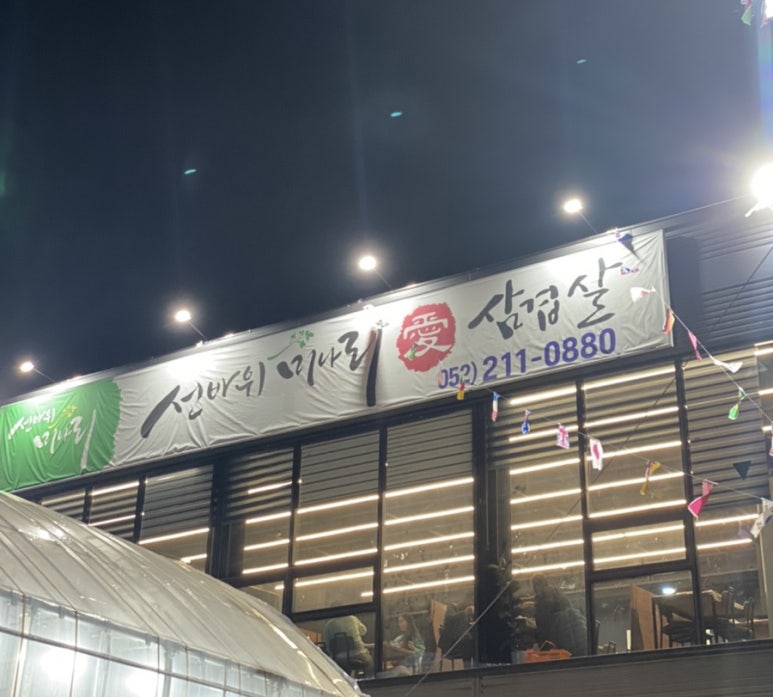 선바위
미나리
선바위 미나리 愛 삼겹살
052) 211-0880